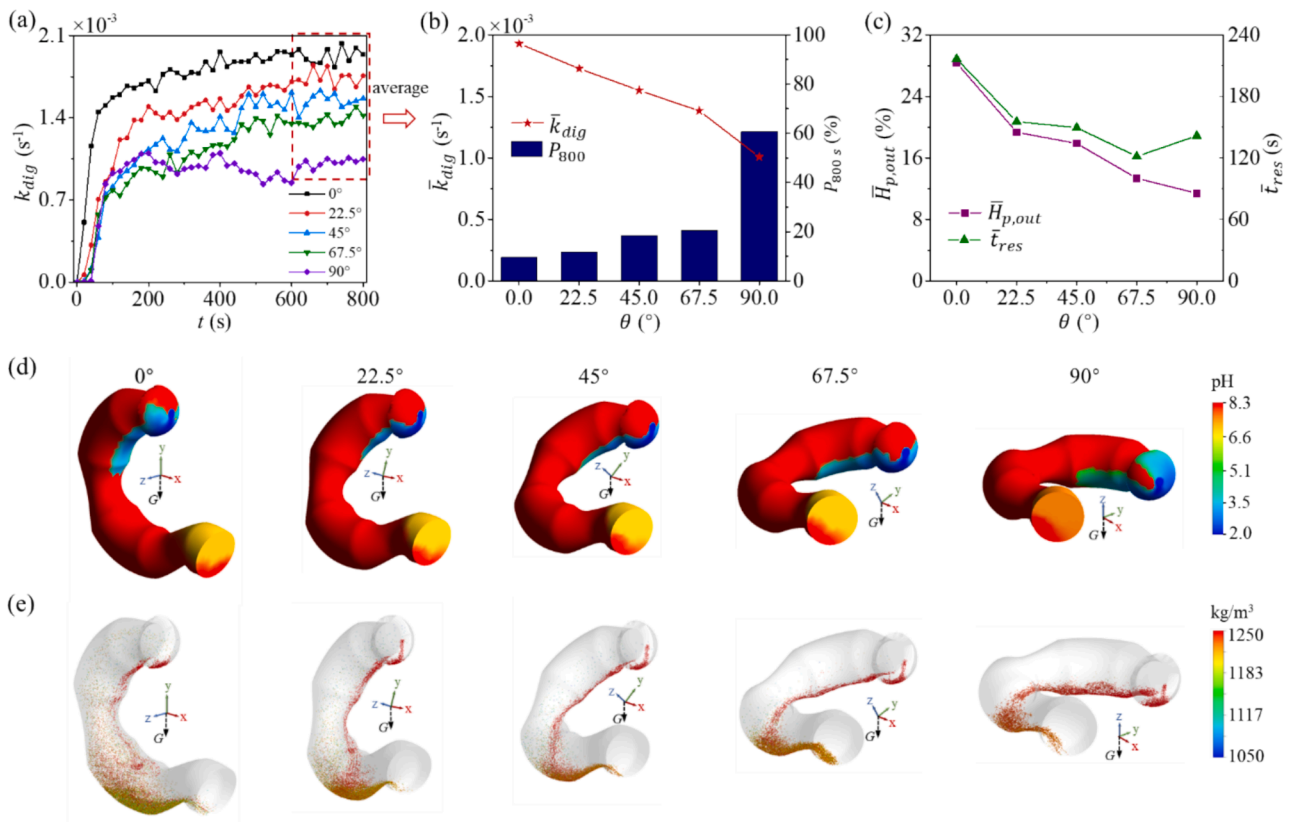 (a)
×10⁻³
2.1
1.4
0.7
0.0
k_dig (s⁻¹)
0 200 400 600 800
t (s)
0°
22.5°
45°
67.5°
90°
average
(b)
×10⁻³
2.0
1.5
1.0
0.5
0.0
k̄_dig (s⁻¹)
k̄_dig
P₈₀₀
100
80
60
40
20
0
P₈₀₀ ₛ (%)
0.0 22.5 45.0 67.5 90.0
θ (°)
(c)
32
24
16
8
0
H̄_p,out (%)
H̄_p,out
t̄_res
240
180
120
60
0
t̄_res (s)
0.0 22.5 45.0 67.5 90.0
θ (°)
(d)
0° 22.5° 45° 67.5° 90°
y
z x
G
y
z x
G
y
z x
G
z y
x
G
z y
x
G
pH
8.3
6.6
5.1
3.5
2.0
(e)
y
z x
G
y
z x
G
y
z x
G
z y
x
G
z y
x
G
kg/m³
1250
1183
1117
1050